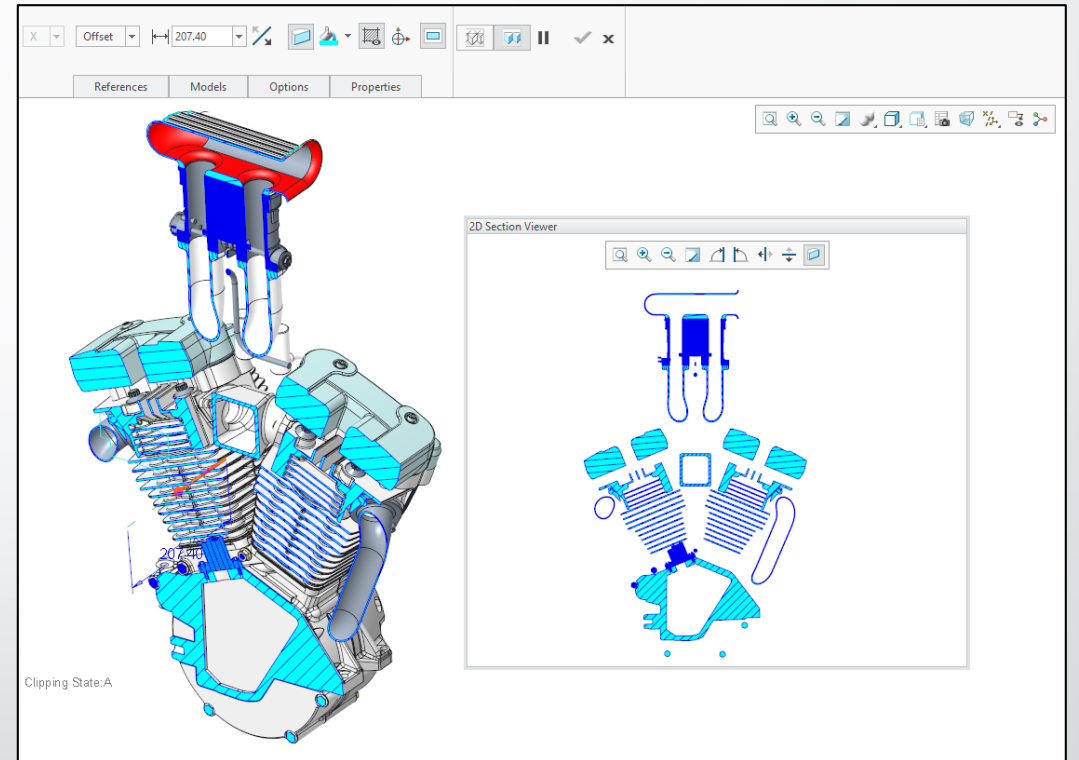 X Offset 207.40
References Models Options Properties
2D Section Viewer
207.40
Clipping State:A